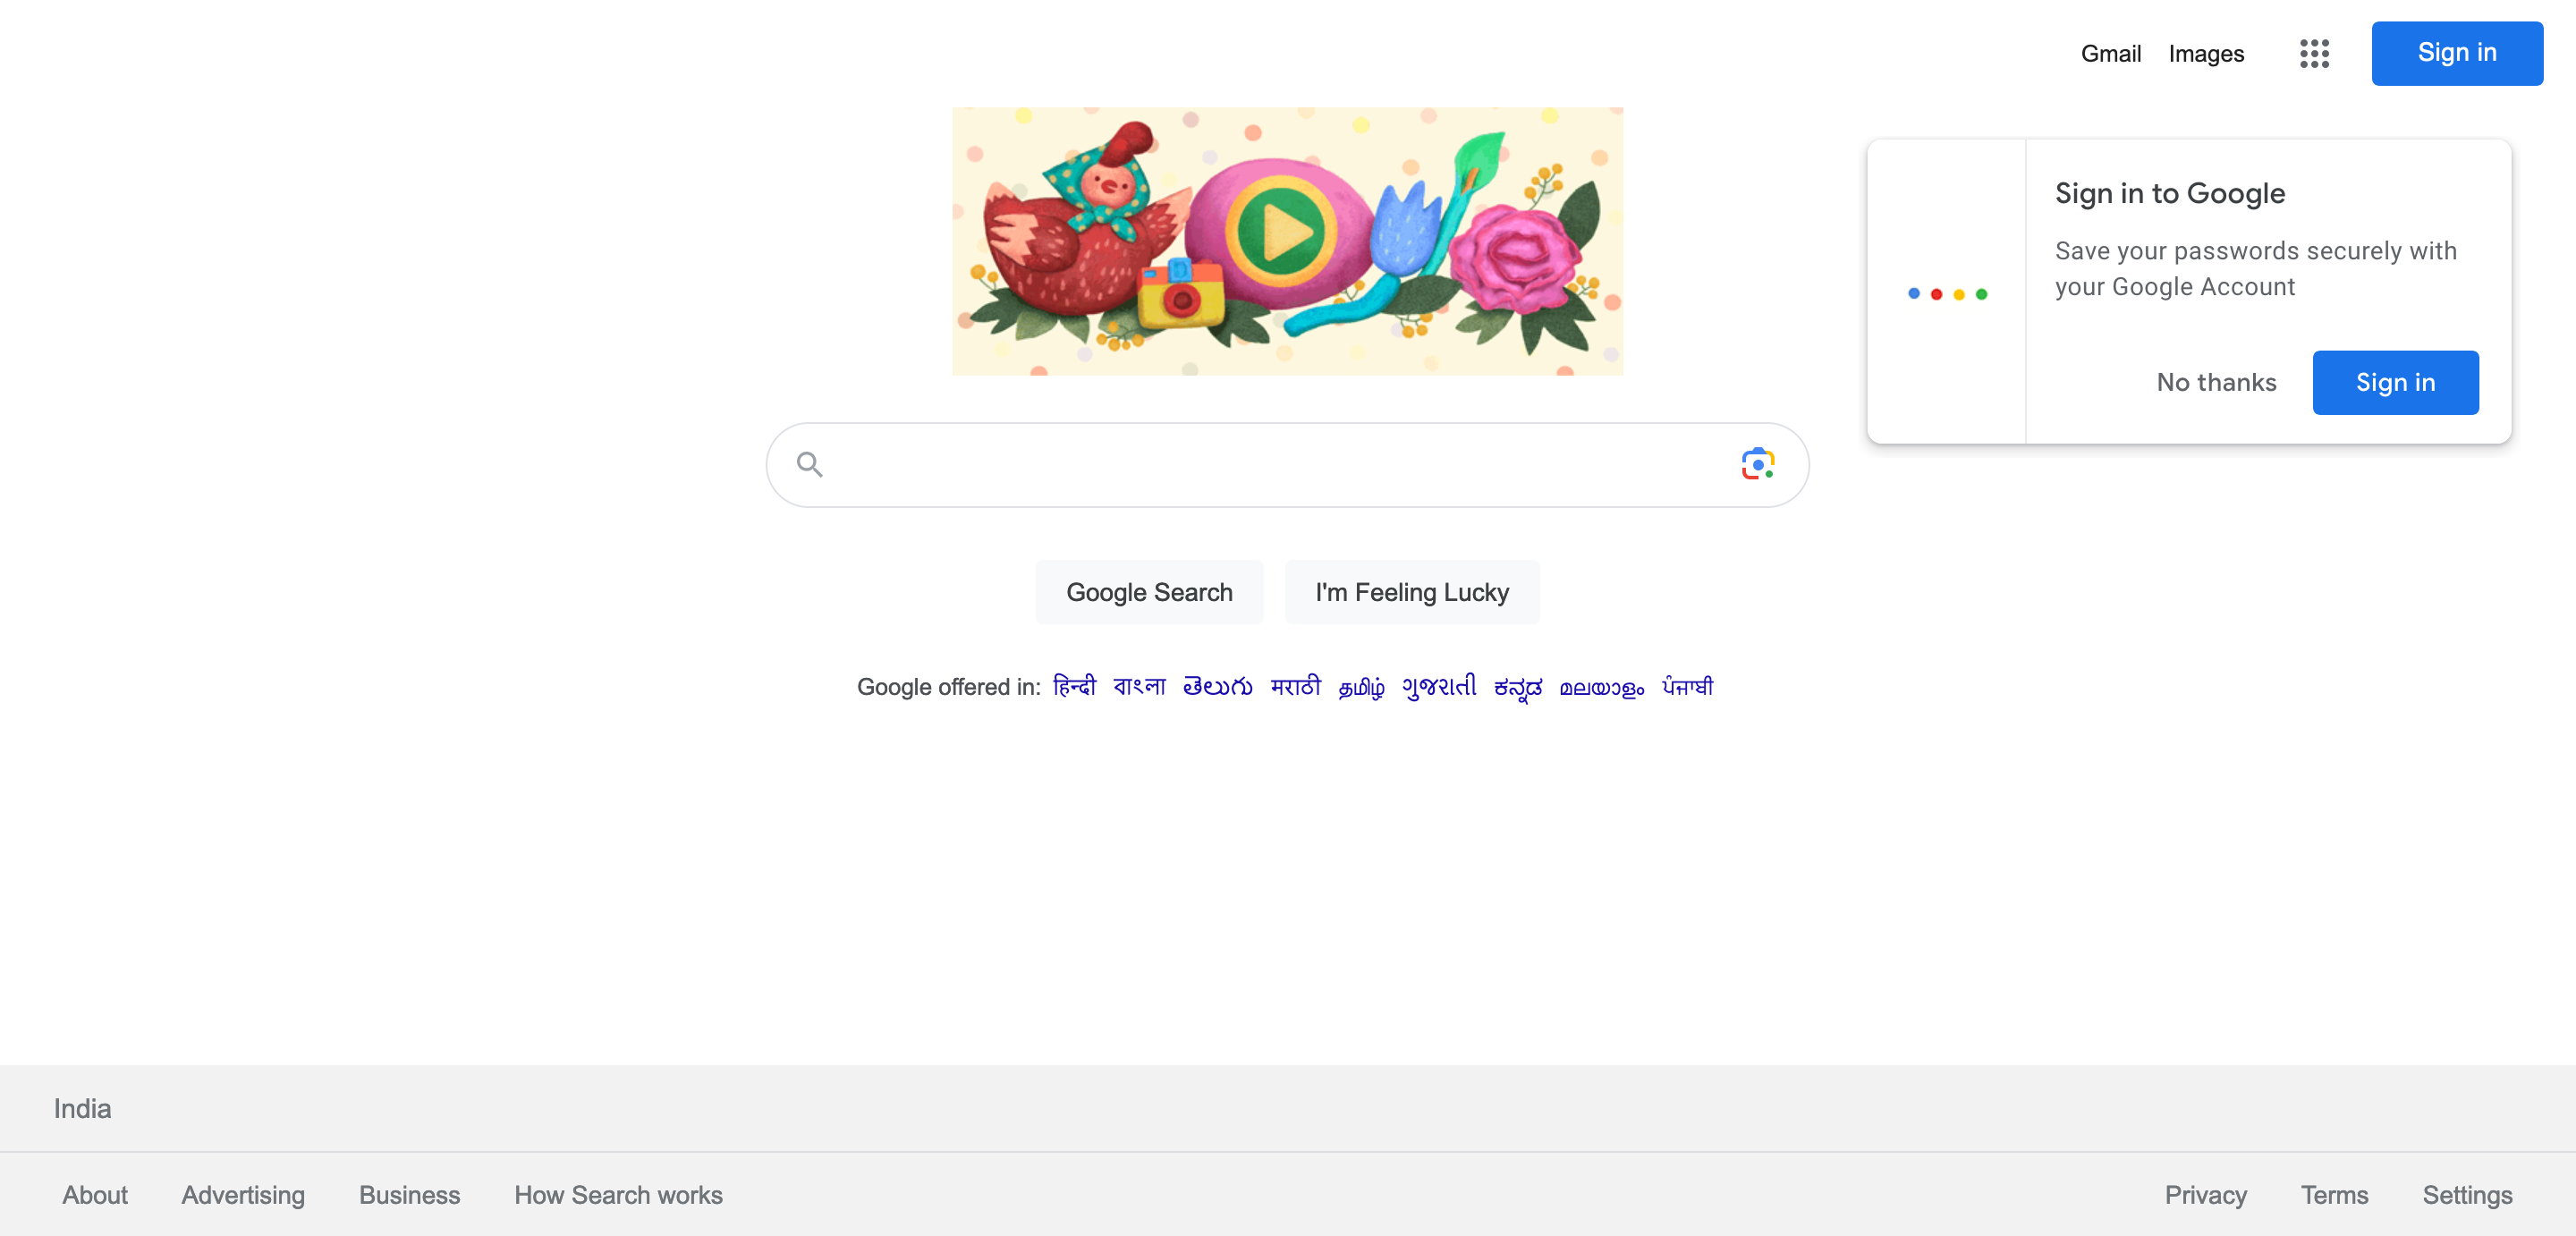 Gmail Images Sign in
Sign in to Google
Save your passwords securely with
your Google Account
No thanks Sign in
Google Search I'm Feeling Lucky
Google offered in: हिन्दी বাংলা తెలుగు मराठी தமிழ் ગુજરાતી ಕನ್ನಡ മലയാളം ਪੰਜਾਬੀ
India
About Advertising Business How Search works Privacy Terms Settings